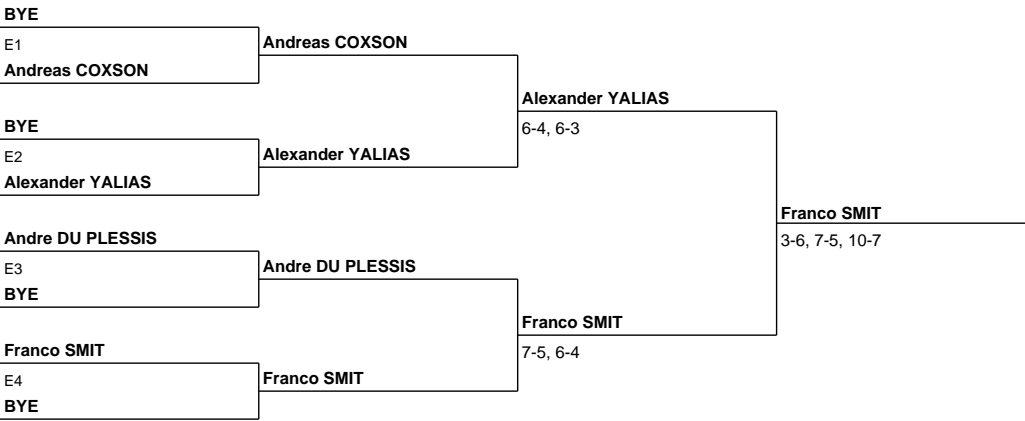 BYE
E1
Andreas COXSON
BYE
E2
Alexander YALIAS
Andre DU PLESSIS
E3
BYE
Franco SMIT
E4
BYE
Andreas COXSON
Alexander YALIAS
Andre DU PLESSIS
Franco SMIT
Alexander YALIAS
6-4, 6-3
Franco SMIT
7-5, 6-4
Franco SMIT
3-6, 7-5, 10-7